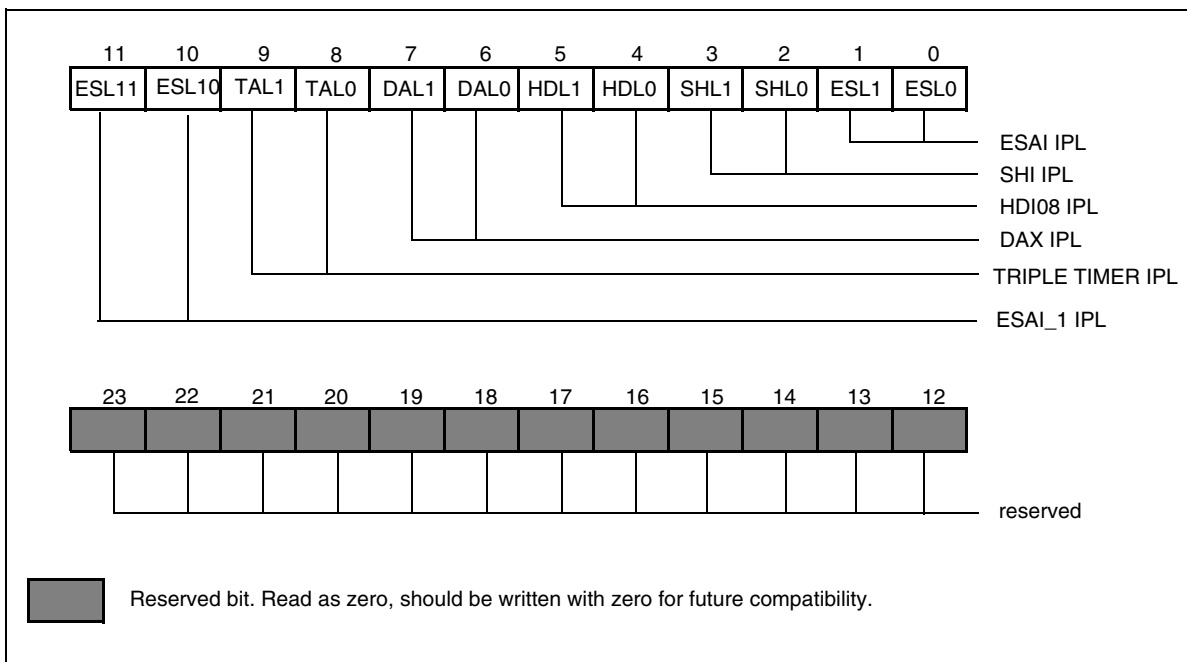 11 10 9 8 7 6 5 4 3 2 1 0
ESL11 ESL10 TAL1 TAL0 DAL1 DAL0 HDL1 HDL0 SHL1 SHL0 ESL1 ESL0
ESAI IPL
SHI IPL
HDI08 IPL
DAX IPL
TRIPLE TIMER IPL
ESAI_1 IPL
23 22 21 20 19 18 17 16 15 14 13 12
reserved
Reserved bit. Read as zero, should be written with zero for future compatibility.